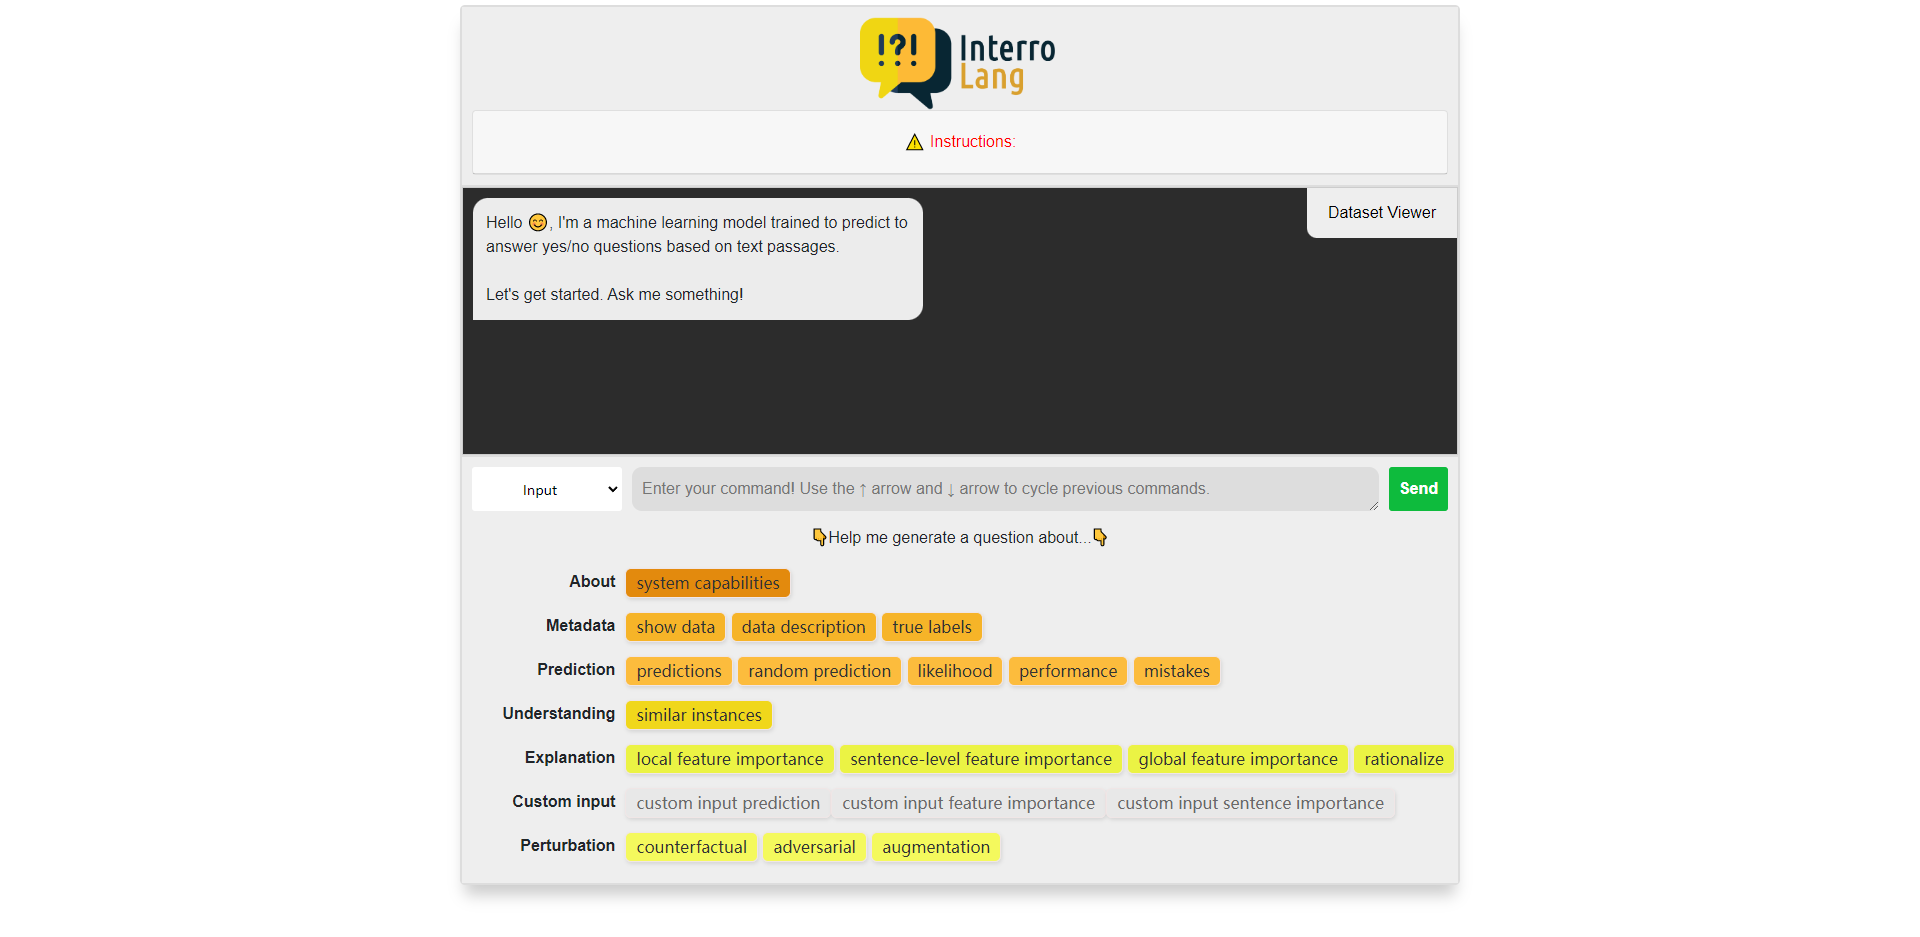 !?!
Interro
Lang
⚠ Instructions:
Dataset Viewer
Hello 😊, I'm a machine learning model trained to predict to
answer yes/no questions based on text passages.
Let's get started. Ask me something!
Input
Enter your command! Use the ↑ arrow and ↓ arrow to cycle previous commands.
Send
👇Help me generate a question about...👇
About system capabilities
Metadata show data data description true labels
Prediction predictions random prediction likelihood performance mistakes
Understanding similar instances
Explanation local feature importance sentence-level feature importance global feature importance rationalize
Custom input custom input prediction custom input feature importance custom input sentence importance
Perturbation counterfactual adversarial augmentation